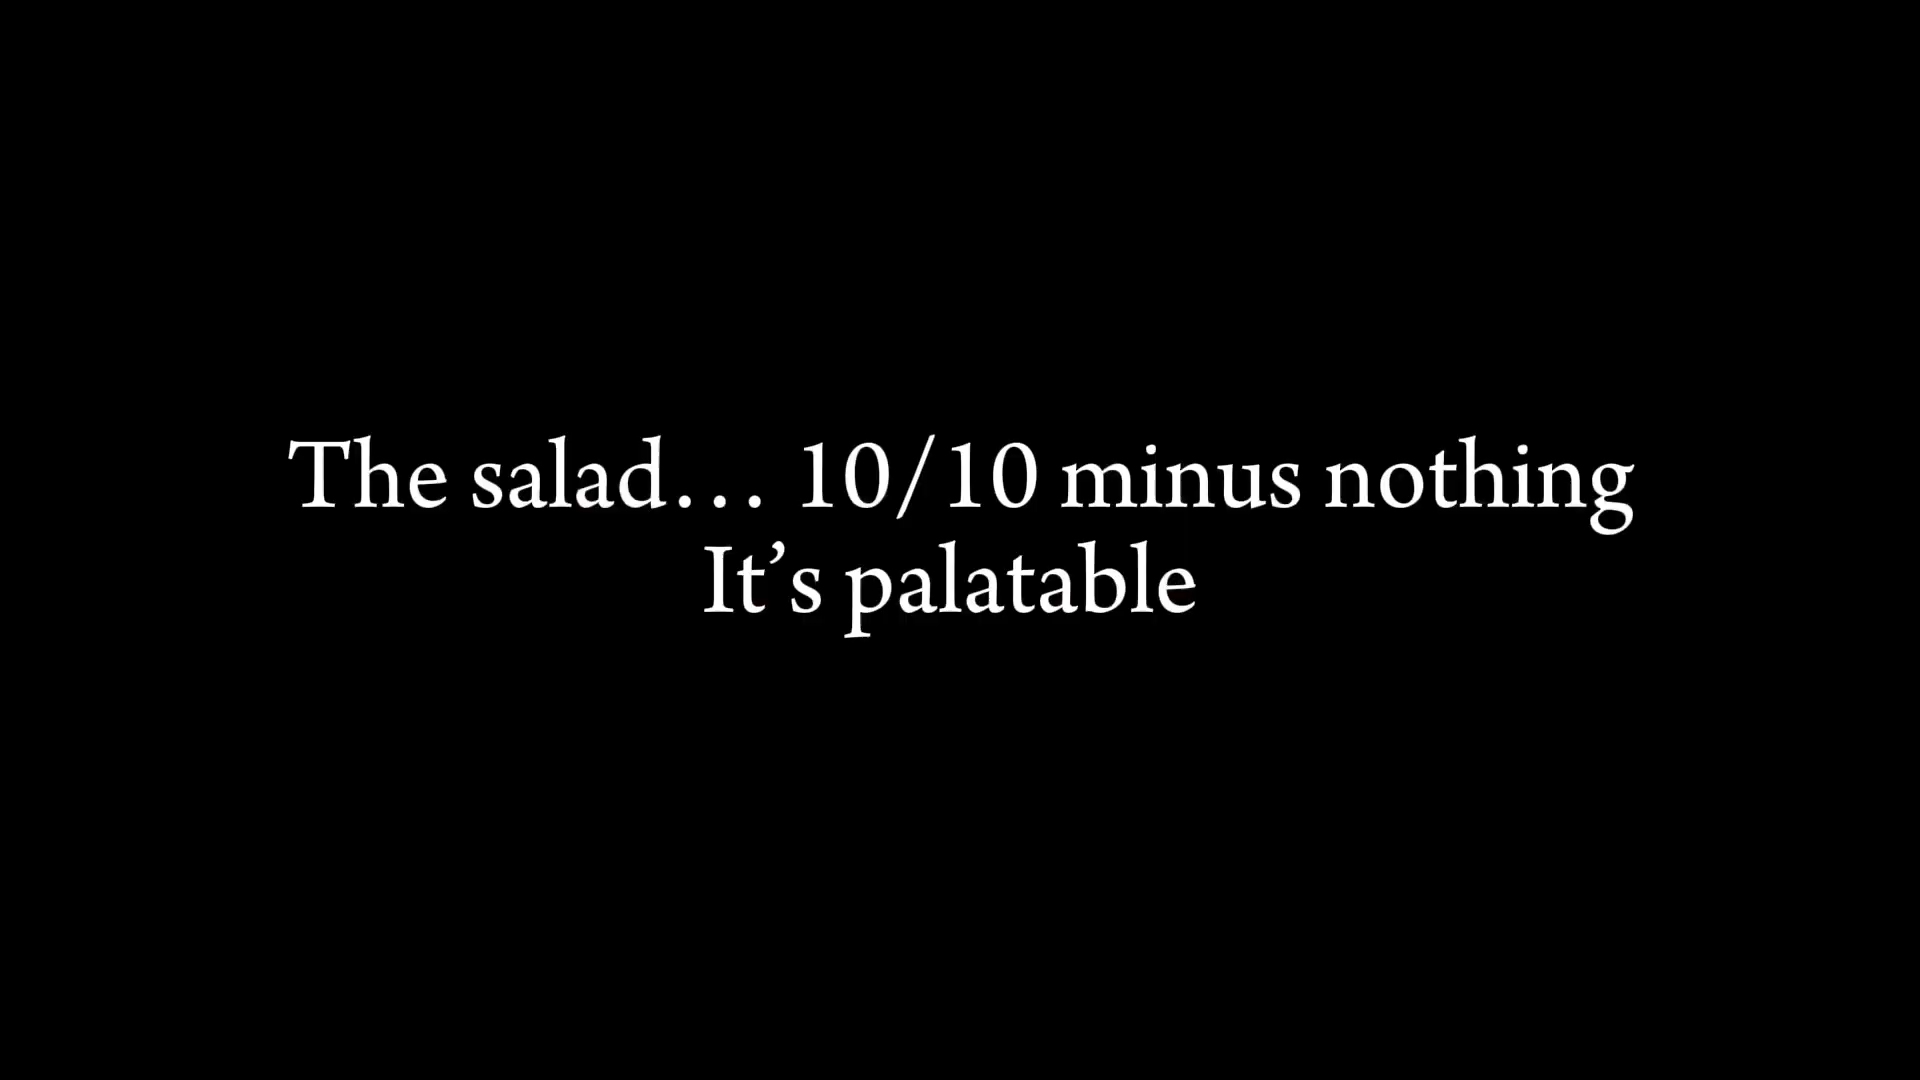 The salad… 10/10 minus nothing
It’s palatable